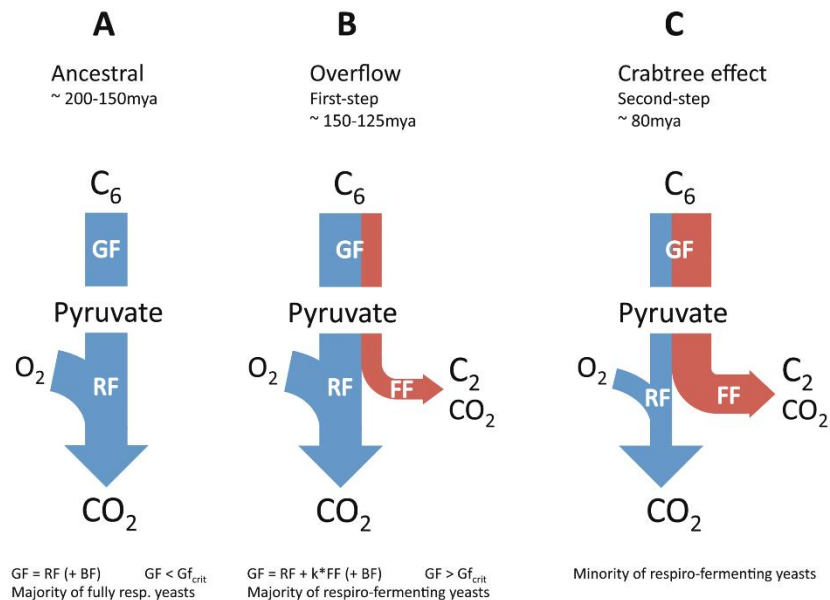 A
Ancestral
~ 200-150mya
C6
GF
Pyruvate
O2
RF
CO2
GF = RF (+ BF) GF < Gfcrit
Majority of fully resp. yeasts
B
Overflow
First-step
~ 150-125mya
C6
GF
Pyruvate
O2
RF
FF
C2
CO2
CO2
GF = RF + k*FF (+ BF) GF > Gfcrit
Majority of respiro-fermenting yeasts
C
Crabtree effect
Second-step
~ 80mya
C6
GF
Pyruvate
O2
RF
FF
C2
CO2
CO2
Minority of respiro-fermenting yeasts